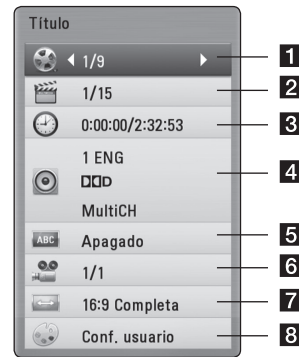 Título
1/9 1
1/15 2
0:00:00/2:32:53 3
1 ENG
D 4
MultiCH
ABC Apagado 5
1/1 6
16:9 Completa 7
Conf. usuario 8